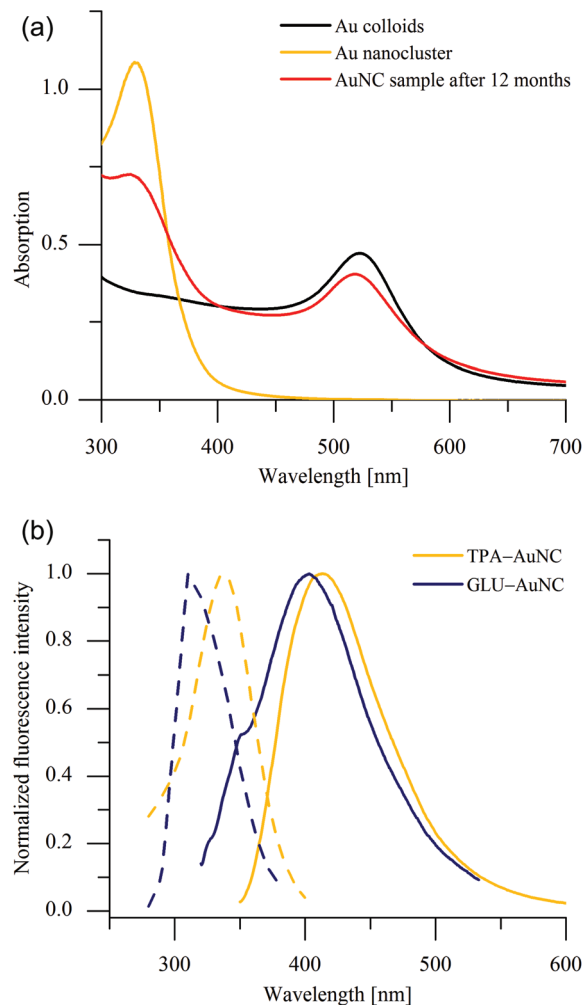 (a)
Au colloids
Au nanocluster
AuNC sample after 12 months
1.0
0.5
0.0
Absorption
300 400 500 600 700
Wavelength [nm]
(b)
TPA–AuNC
GLU–AuNC
1.0
0.8
0.6
0.4
0.2
0.0
Normalized fluorescence intensity
300 400 500 600
Wavelength [nm]